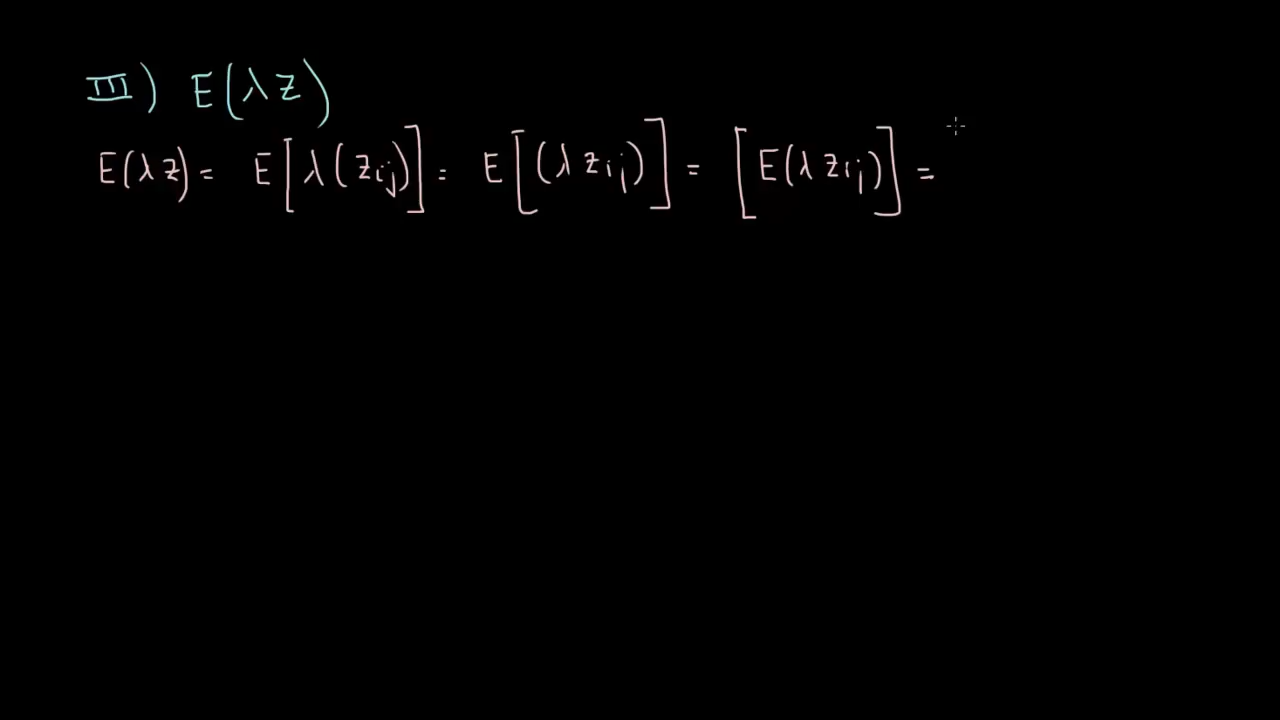 III) E(λz)
E(λz) = E[λ(zij)] = E[(λzij)] = [E(λzij)] =